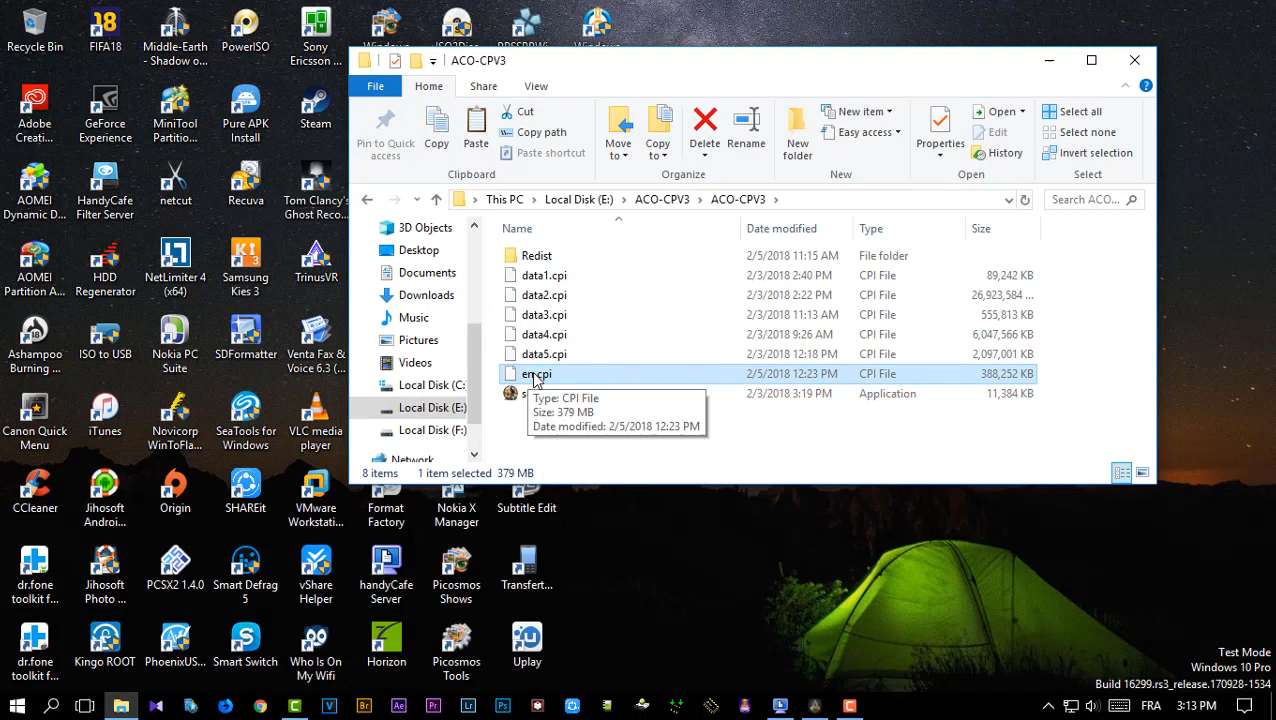 Recycle Bin
FIFA18
Middle-Earth - Shadow o...
PowerISO
Sony Ericsson ...
Adobe Creati...
GeForce Experience
MiniTool Partitio...
Pure APK Install
Steam
AOMEI Dynamic D...
HandyCafe Filter Server
netcut
Recuva
Tom Clancy's Ghost Reco...
AOMEI Partition A...
HDD Regenerator
NetLimiter 4 (x64)
Samsung Kies 3
TrinusVR
Ashampoo Burning ...
ISO to USB
Nokia PC Suite
SDFormatter
Venta Fax & Voice 6...
Canon Quick Menu
iTunes
Novicorp WinToFla...
SeaTools for Windows
VLC media player
CCleaner
Jihosoft Androi...
Origin
SHAREit
VMware Workstati...
Format Factory
Nokia X Manager
Subtitle Edit
dr.fone toolkit f...
Jihosoft Photo ...
PCSX2 1.4.0
Smart Defrag 5
vShare Helper
handyCafe Server
Picosmos Shows
Transfert...
dr.fone toolkit f...
Kingo ROOT
PhoenixUS...
Smart Switch
Who Is On My Wifi
Horizon
Picosmos Tools
Uplay
ACO-CPV3
File
Home
Share
View
Pin to Quick access
Copy
Paste
Cut
Copy path
Paste shortcut
Move to
Copy to
Delete
Rename
New folder
New item
Easy access
Properties
Open
Edit
History
Select all
Select none
Invert selection
Clipboard
Organize
New
Open
Select
This PC
Local Disk (E:)
ACO-CPV3
ACO-CPV3
Search ACO...
3D Objects
Desktop
Documents
Downloads
Music
Pictures
Videos
Local Disk (C:
Local Disk (E:)
Local Disk (F:)
Network
Name Date modified Type Size
Redist 2/5/2018 11:15 AM File folder
data1.cpi 2/3/2018 2:40 PM CPI File 89,242 KB
data2.cpi 2/3/2018 2:22 PM CPI File 26,923,584 ...
data3.cpi 2/3/2018 11:13 AM CPI File 555,813 KB
data4.cpi 2/3/2018 9:26 AM CPI File 6,047,566 KB
data5.cpi 2/3/2018 12:18 PM CPI File 2,097,001 KB
en.cpi 2/5/2018 12:23 PM CPI File 388,252 KB
2/3/2018 3:19 PM Application 11,384 KB
Type: CPI File
Size: 379 MB
Date modified: 2/5/2018 12:23 PM
8 items 1 item selected 379 MB
Test Mode
Windows 10 Pro
Build 16299.rs3_release.170928-1534
FRA
3:13 PM